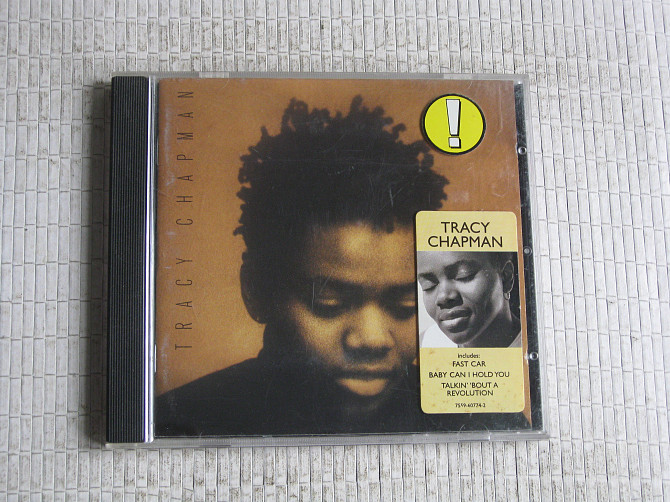 TRACY CHAPMAN
!
TRACY
CHAPMAN
includes:
FAST CAR
BABY CAN I HOLD YOU
TALKIN' 'BOUT A
REVOLUTION
7559-60774-2